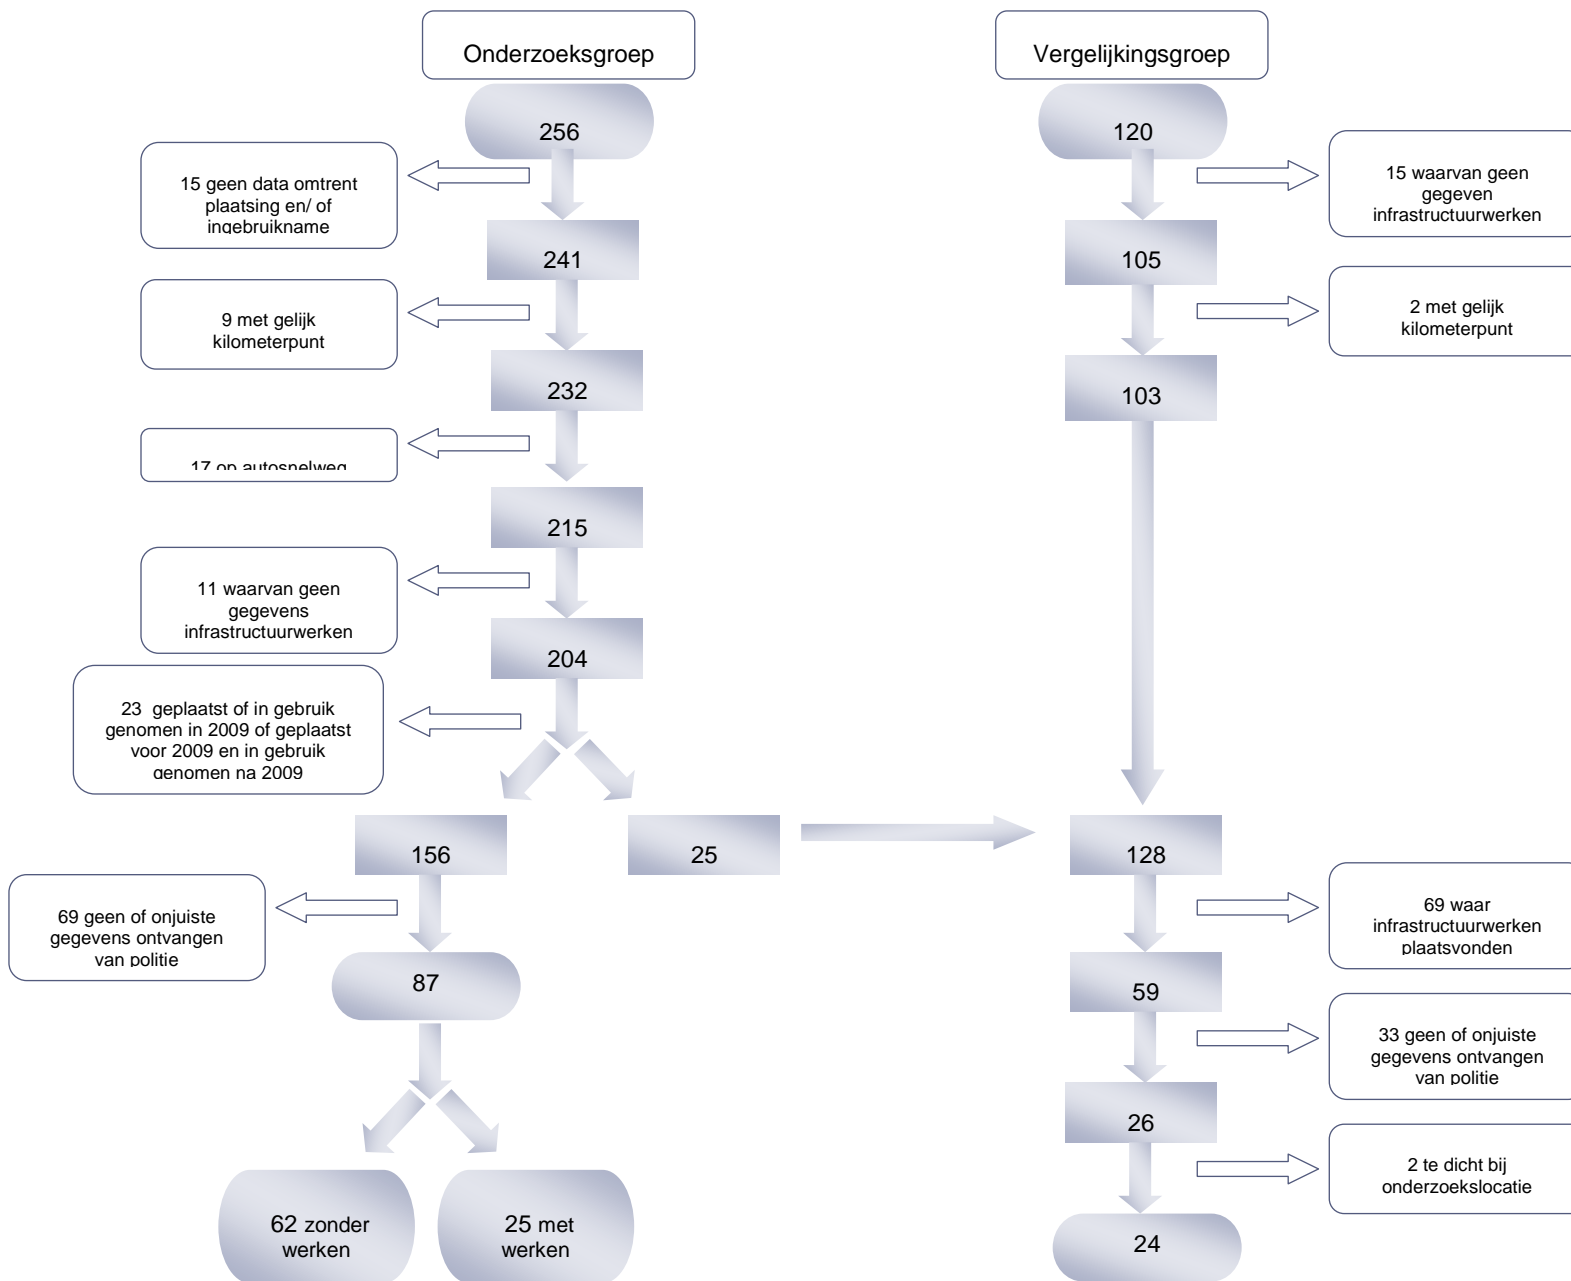 Onderzoeksgroep
Vergelijkingsgroep
256
120
15 geen data omtrent
plaatsing en/ of
ingebruikname
15 waarvan geen
gegeven
infrastructuurwerken
241
105
9 met gelijk
kilometerpunt
2 met gelijk
kilometerpunt
232
103
17 op autosnelweg
215
11 waarvan geen
gegevens
infrastructuurwerken
204
23 geplaatst of in gebruik
genomen in 2009 of geplaatst
voor 2009 en in gebruik
genomen na 2009
156
25
128
69 geen of onjuiste
gegevens ontvangen
van politie
69 waar
infrastructuurwerken
plaatsvonden
87
59
33 geen of onjuiste
gegevens ontvangen
van politie
26
2 te dicht bij
onderzoekslocatie
62 zonder
werken
25 met
werken
24